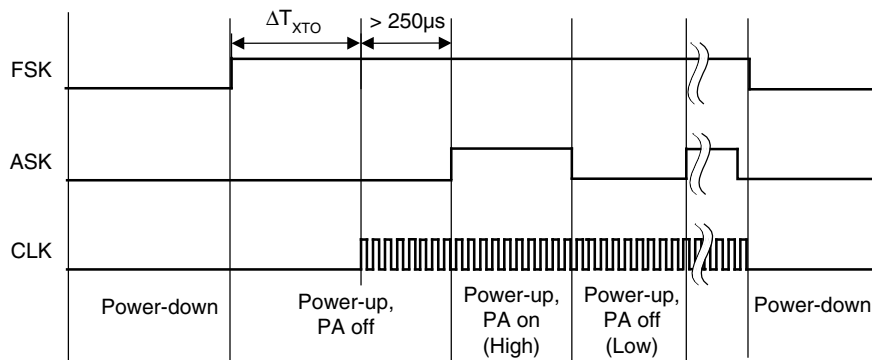 ΔT_XTO
> 250µs
FSK
ASK
CLK
Power-down
Power-up,
PA off
Power-up,
PA on
(High)
Power-up,
PA off
(Low)
Power-down